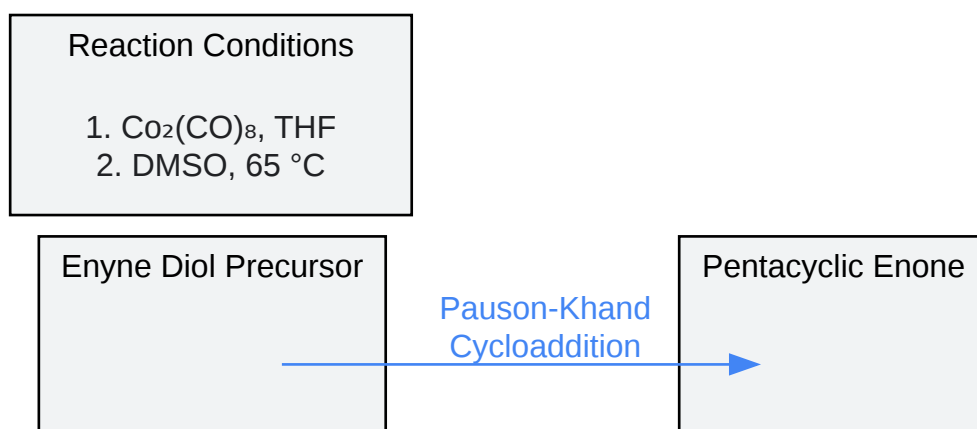 Reaction Conditions
1. Co₂(CO)₈, THF
2. DMSO, 65 °C
Enyne Diol Precursor
Pauson-Khand
Cycloaddition
Pentacyclic Enone